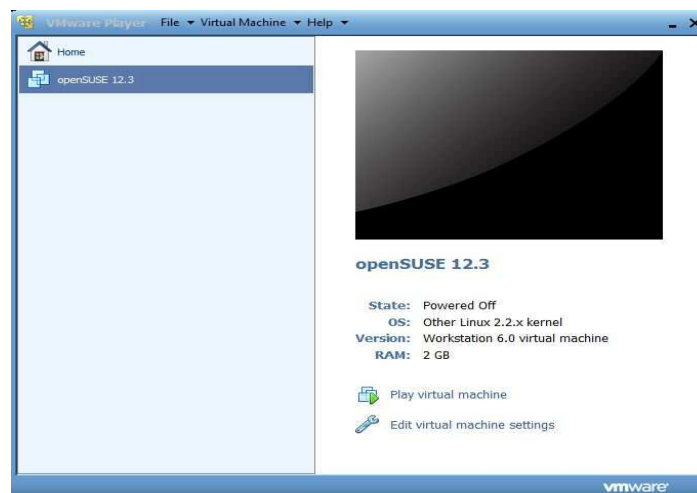 VMware Player File Virtual Machine Help
Home
openSUSE 12.3
openSUSE 12.3
State: Powered Off
OS: Other Linux 2.2.x kernel
Version: Workstation 6.0 virtual machine
RAM: 2 GB
Play virtual machine
Edit virtual machine settings
vmware